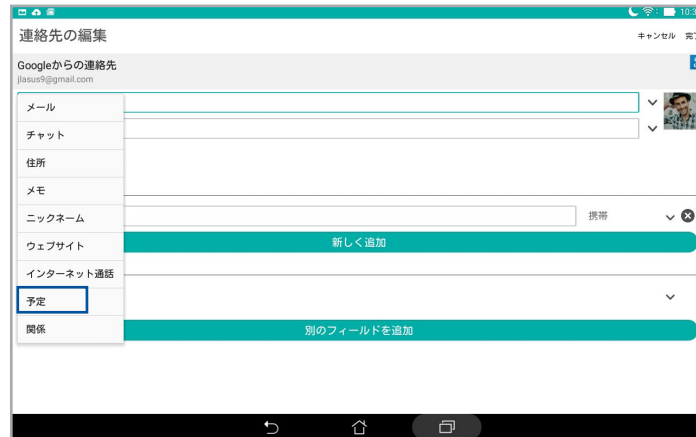 10:3
連絡先の編集
キャンセル 完了
Googleからの連絡先
jlasus9@gmail.com
メール
チャット
住所
メモ
ニックネーム
携帯
ウェブサイト
新しく追加
インターネット通話
予定
関係
別のフィールドを追加